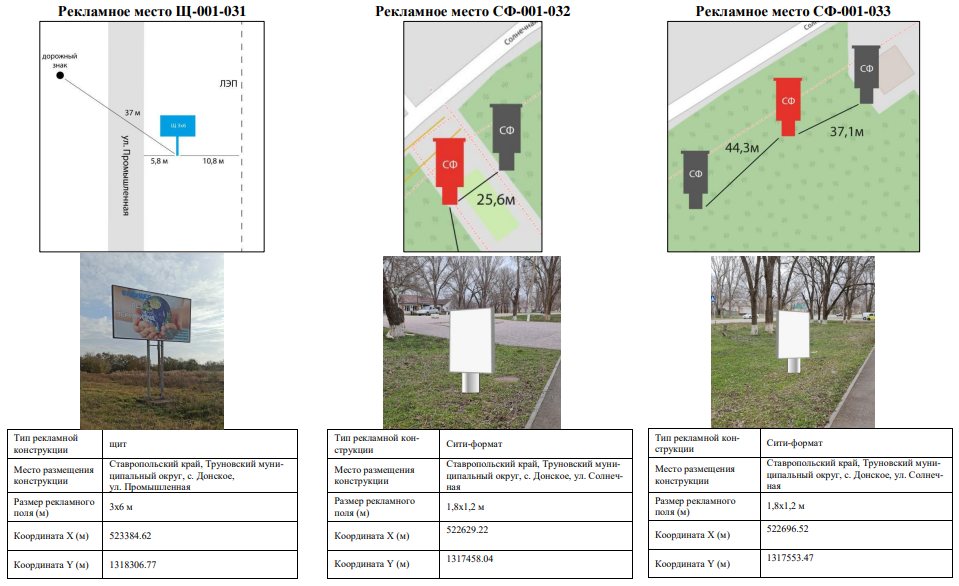 Рекламное место Щ-001-031
дорожный
знак
ЛЭП
37 м
Щ 3х6
5,8 м
10,8 м
ул. Промышленная
Тип рекламной
конструкции
щит
Место размещения
конструкции
Ставропольский край, Труновский муни-
ципальный округ, с. Донское,
ул. Промышленная
Размер рекламного
поля (м)
3х6 м
Координата X (м)
523384.62
Координата Y (м)
1318306.77
Рекламное место СФ-001-032
Солнечная
СФ
СФ
25,6м
Тип рекламной кон-
струкции
Сити-формат
Место размещения
конструкции
Ставропольский край, Труновский муни-
ципальный округ, с. Донское, ул. Солнеч-
ная
Размер рекламного
поля (м)
1,8х1,2 м
Координата X (м)
522629.22
Координата Y (м)
1317458.04
Рекламное место СФ-001-033
Солнечная
СФ
СФ
37,1м
44,3м
СФ
Тип рекламной кон-
струкции
Сити-формат
Место размещения
конструкции
Ставропольский край, Труновский муни-
ципальный округ, с. Донское, ул. Солнеч-
ная
Размер рекламного
поля (м)
1,8х1,2 м
Координата X (м)
522696.52
Координата Y (м)
1317553.47